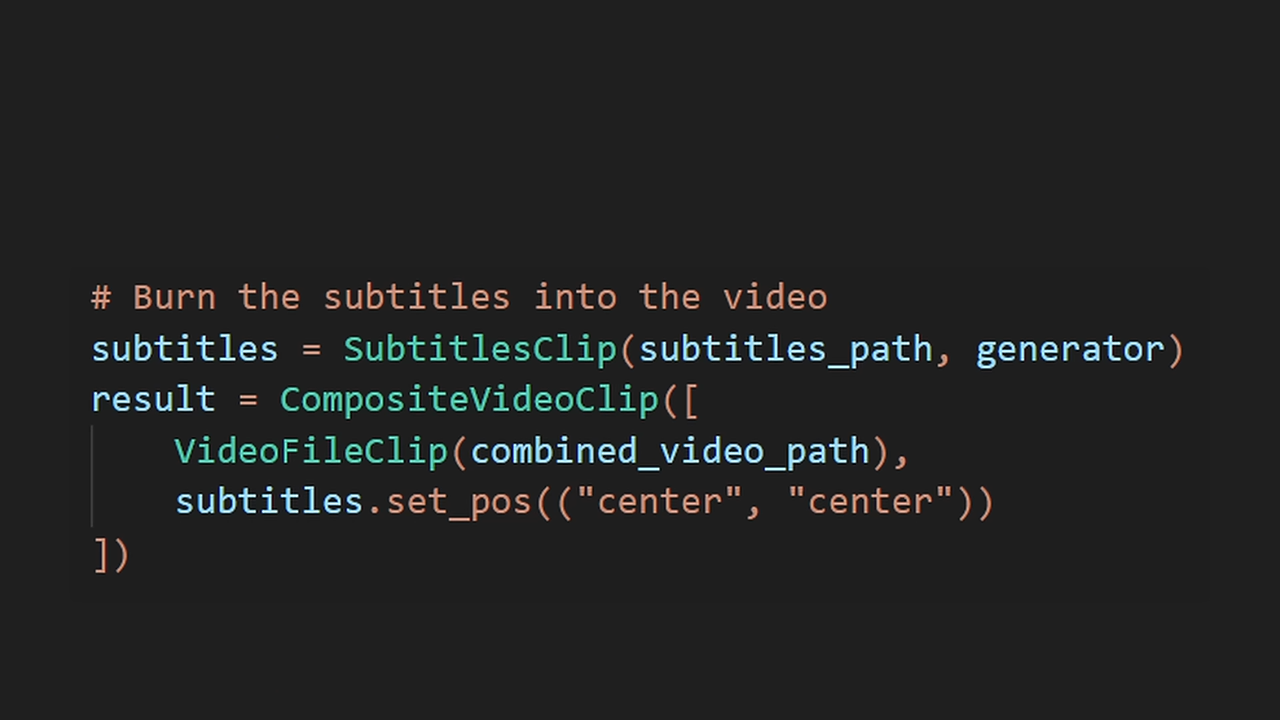 # Burn the subtitles into the video
subtitles = SubtitlesClip(subtitles_path, generator)
result = CompositeVideoClip([
    VideoFileClip(combined_video_path),
    subtitles.set_pos(("center", "center"))
])